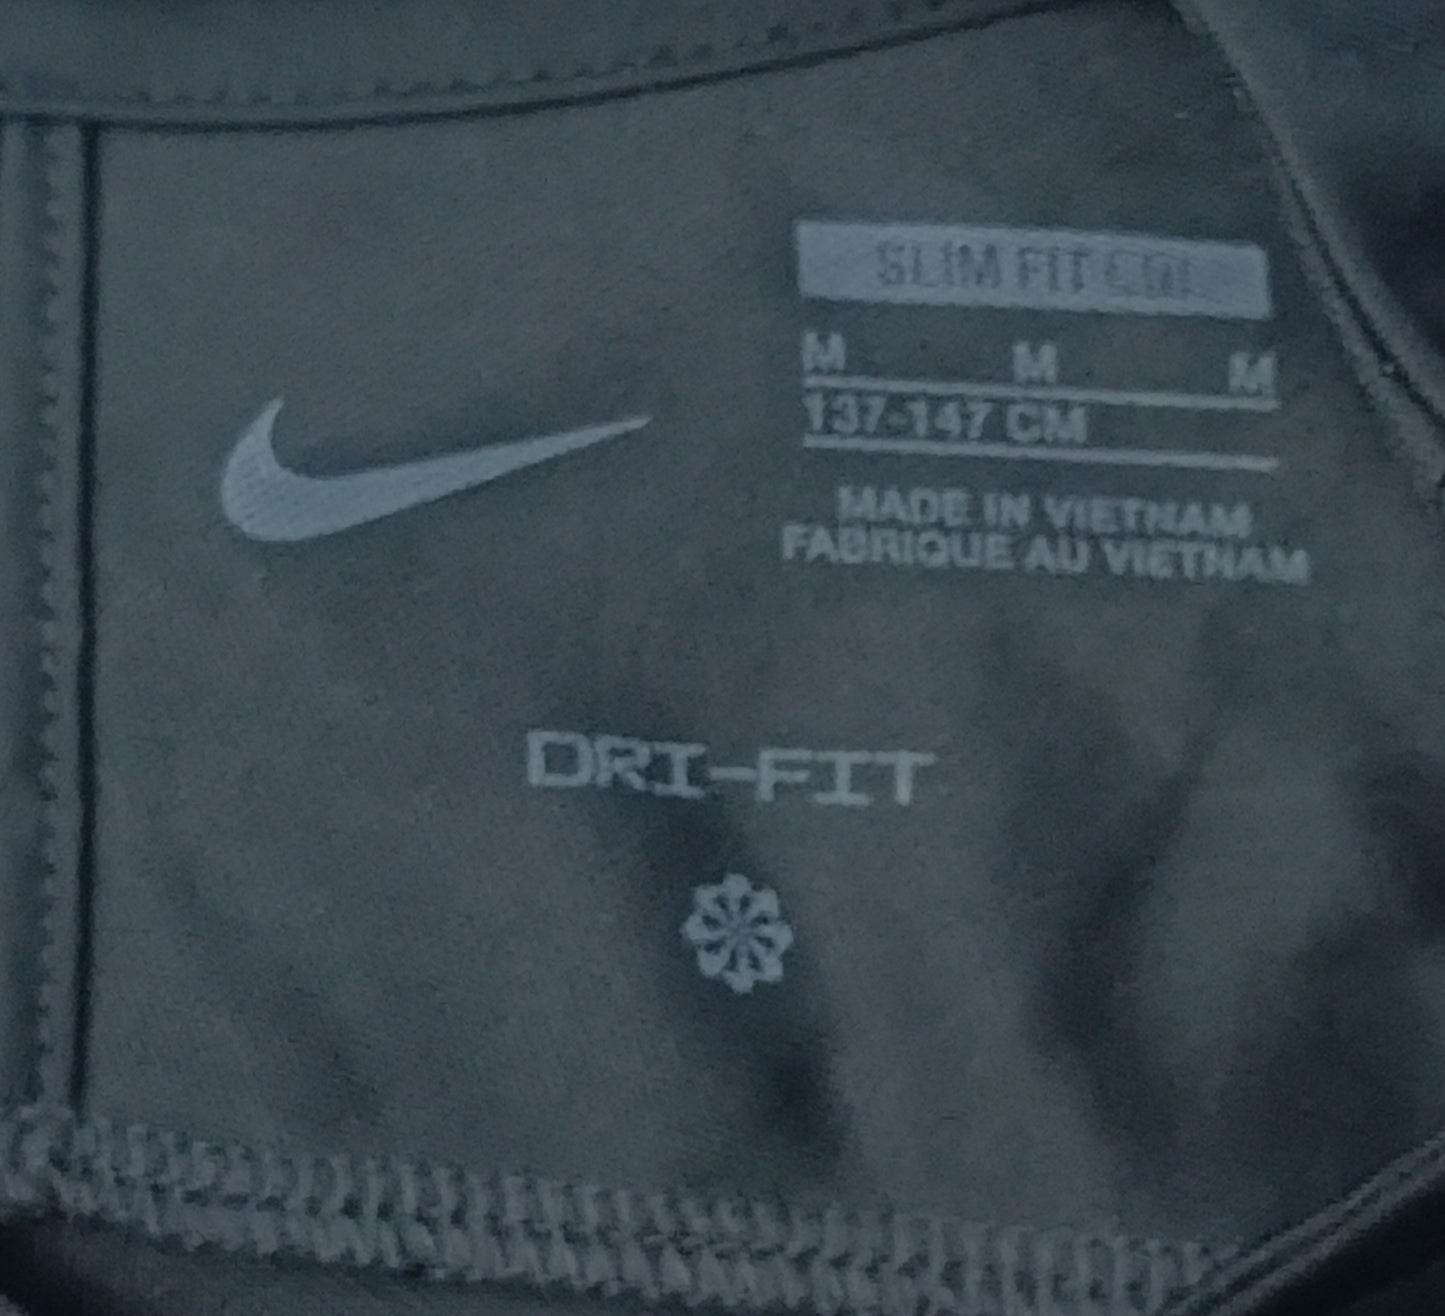 SLIM FIT
M M M
137-147 CM
MADE IN VIETNAM
FABRIQUE AU VIETNAM
DRI-FIT